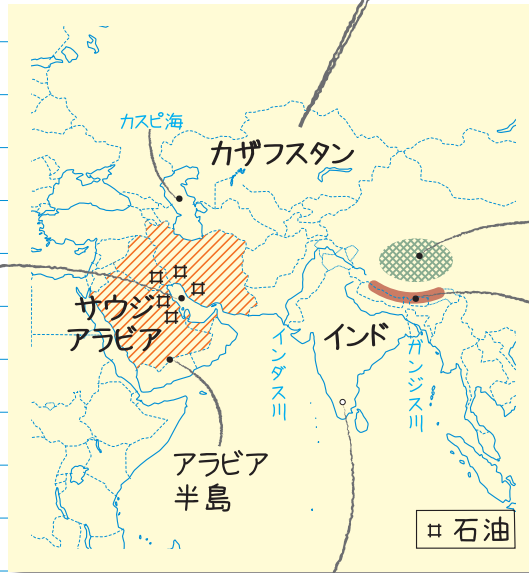 カスピ海
カザフスタン
サウジ
アラビア
インド
インダス川
ガンジス川
アラビア
半島
石油